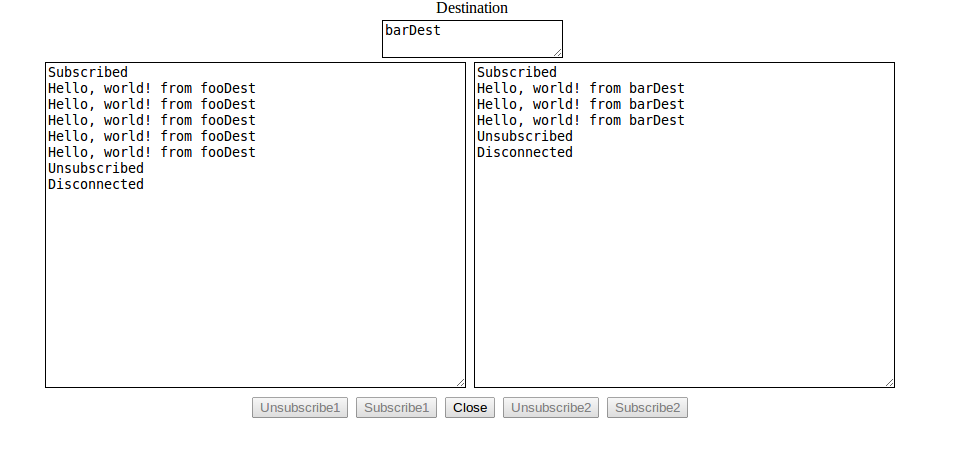 Destination
barDest
Subscribed
Hello, world! from fooDest
Hello, world! from fooDest
Hello, world! from fooDest
Hello, world! from fooDest
Hello, world! from fooDest
Unsubscribed
Disconnected
Subscribed
Hello, world! from barDest
Hello, world! from barDest
Hello, world! from barDest
Unsubscribed
Disconnected
Unsubscribe1 Subscribe1 Close Unsubscribe2 Subscribe2